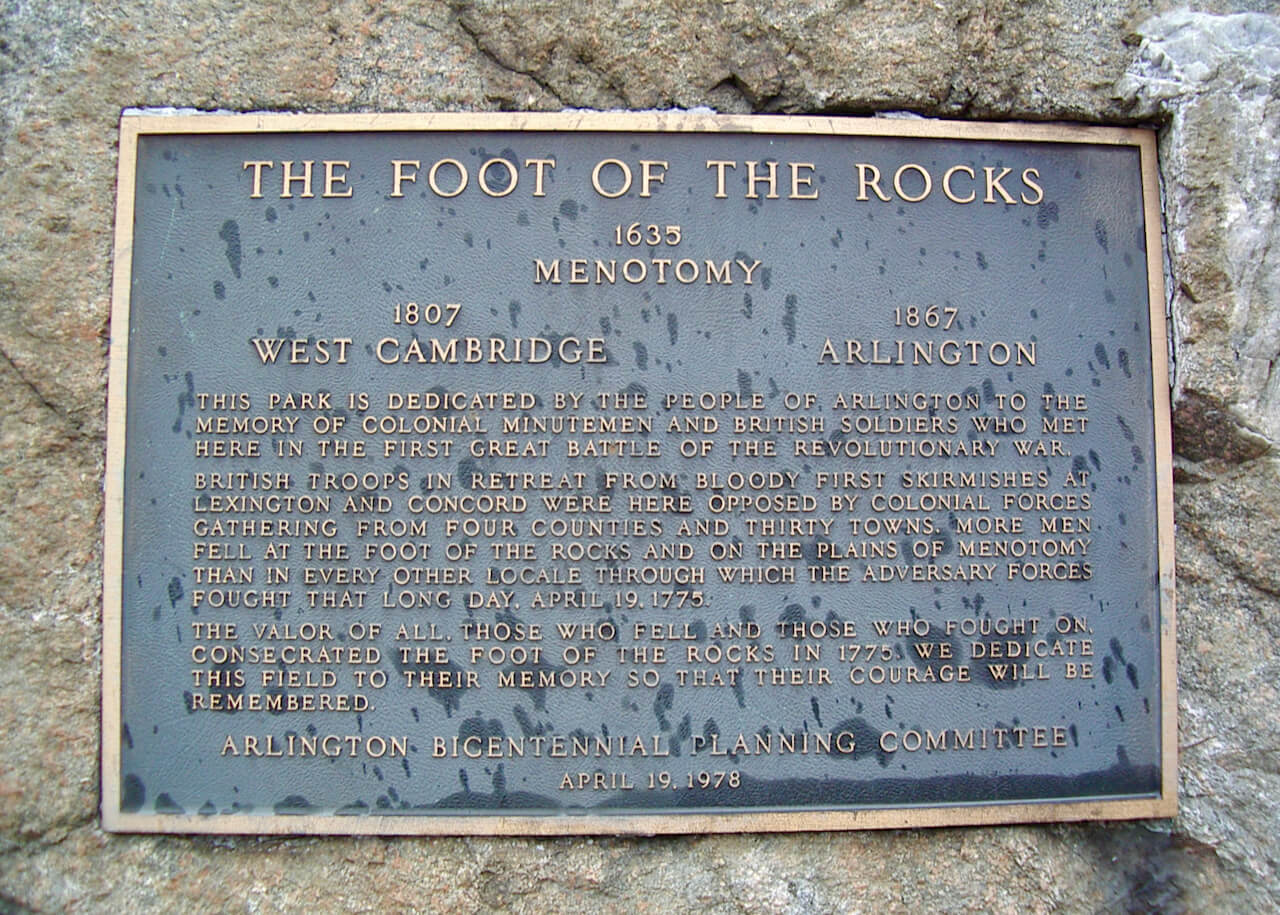 THE FOOT OF THE ROCKS
1635
MENOTOMY
1807
WEST CAMBRIDGE
1867
ARLINGTON
THIS PARK IS DEDICATED BY THE PEOPLE OF ARLINGTON TO THE
MEMORY OF COLONIAL MINUTEMEN AND BRITISH SOLDIERS WHO MET
HERE IN THE FIRST GREAT BATTLE OF THE REVOLUTIONARY WAR.
BRITISH TROOPS IN RETREAT FROM BLOODY FIRST SKIRMISHES AT
LEXINGTON AND CONCORD WERE HERE OPPOSED BY COLONIAL FORCES
GATHERING FROM FOUR COUNTIES AND THIRTY TOWNS. MORE MEN
FELL AT THE FOOT OF THE ROCKS AND ON THE PLAINS OF MENOTOMY
THAN IN EVERY OTHER LOCALE THROUGH WHICH THE ADVERSARY FORCES
FOUGHT THAT LONG DAY, APRIL 19, 1775.
THE VALOR OF ALL, THOSE WHO FELL AND THOSE WHO FOUGHT ON,
CONSECRATED THE FOOT OF THE ROCKS IN 1775. WE DEDICATE
THIS FIELD TO THEIR MEMORY SO THAT THEIR COURAGE WILL BE
REMEMBERED.
ARLINGTON BICENTENNIAL PLANNING COMMITTEE
APRIL 19, 1978